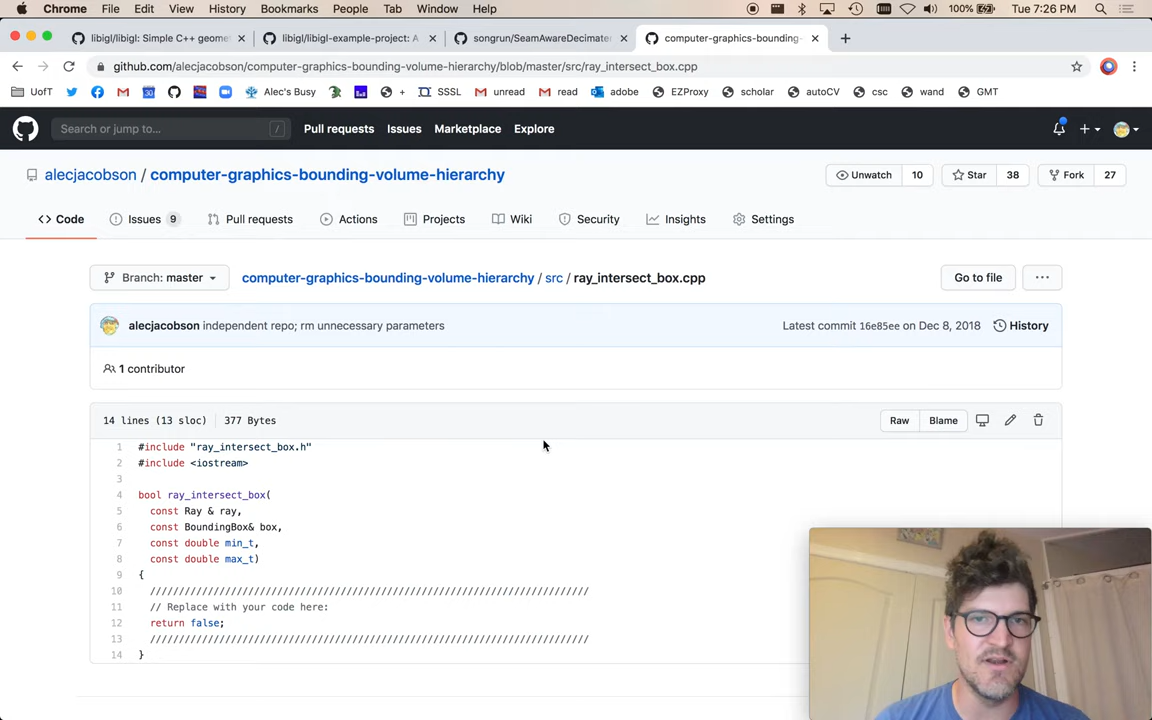 Chrome File Edit View History Bookmarks People Tab Window Help 100% Tue 7:26 PM
libigl/libigl: Simple C++ geome libigl/libigl-example-project: A songrun/SeamAwareDecimate computer-graphics-bounding-
github.com/alecjacobson/computer-graphics-bounding-volume-hierarchy/blob/master/src/ray_intersect_box.cpp
UofT 30 Alec's Busy + SSSL unread read adobe EZProxy scholar autoCV csc wand GMT
Search or jump to... / Pull requests Issues Marketplace Explore
alecjacobson / computer-graphics-bounding-volume-hierarchy Unwatch 10 Star 38 Fork 27
Code Issues 9 Pull requests Actions Projects Wiki Security Insights Settings
Branch: master computer-graphics-bounding-volume-hierarchy / src / ray_intersect_box.cpp Go to file ...
alecjacobson independent repo; rm unnecessary parameters Latest commit 16e85ee on Dec 8, 2018 History
1 contributor
14 lines (13 sloc) 377 Bytes Raw Blame
1 #include "ray_intersect_box.h"
2 #include <iostream>
3
4 bool ray_intersect_box(
5 const Ray & ray,
6 const BoundingBox& box,
7 const double min_t,
8 const double max_t)
9 {
10 ////////////////////////////////////////////////////////////////////////////
11 // Replace with your code here:
12 return false;
13 ////////////////////////////////////////////////////////////////////////////
14 }